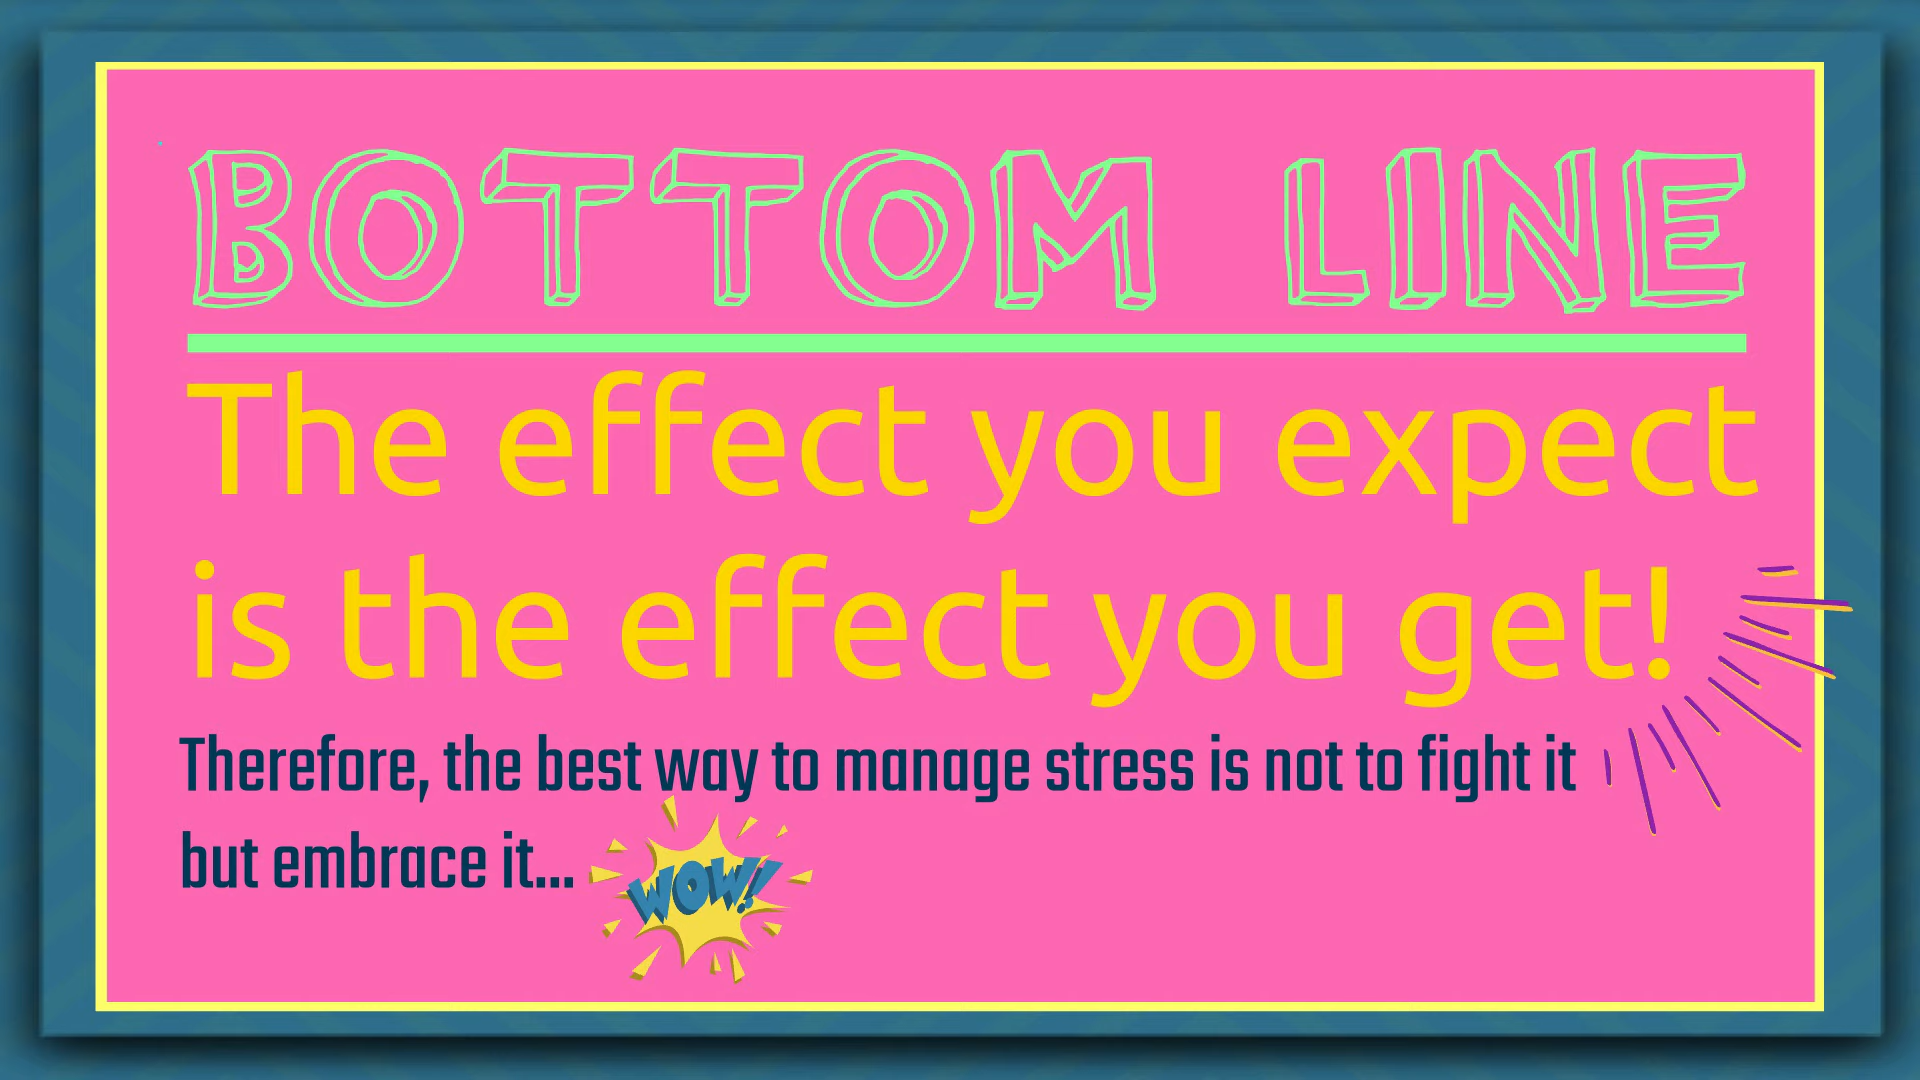 BOTTOM LINE
The effect you expect
is the effect you get!
Therefore, the best way to manage stress is not to fight it
but embrace it...
WOW!